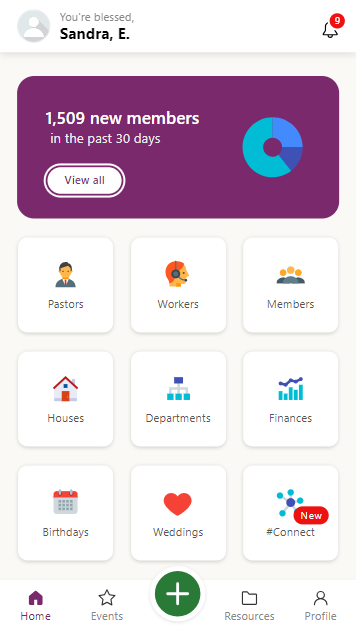 You're blessed,
Sandra, E.
9
1,509 new members
in the past 30 days
View all
Pastors
Workers
Members
Houses
Departments
Finances
Birthdays
Weddings
New
#Connect
Home
Events
Resources
Profile